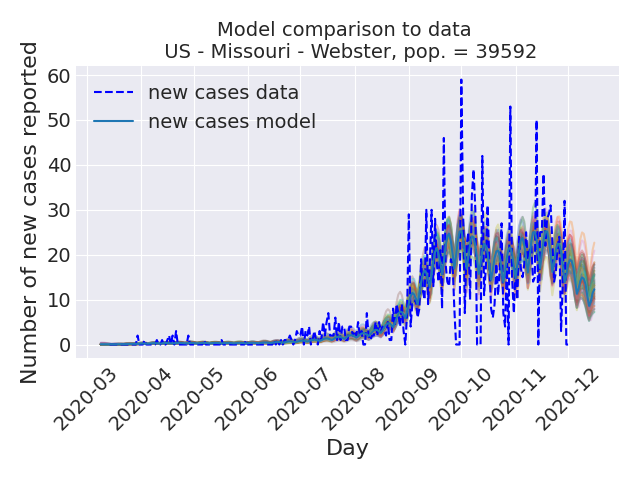 Model comparison to data
US - Missouri - Webster, pop. = 39592
Number of new cases reported
60
50
40
30
20
10
0
new cases data
new cases model
2020-03
2020-04
2020-05
2020-06
2020-07
2020-08
2020-09
2020-10
2020-11
2020-12
Day